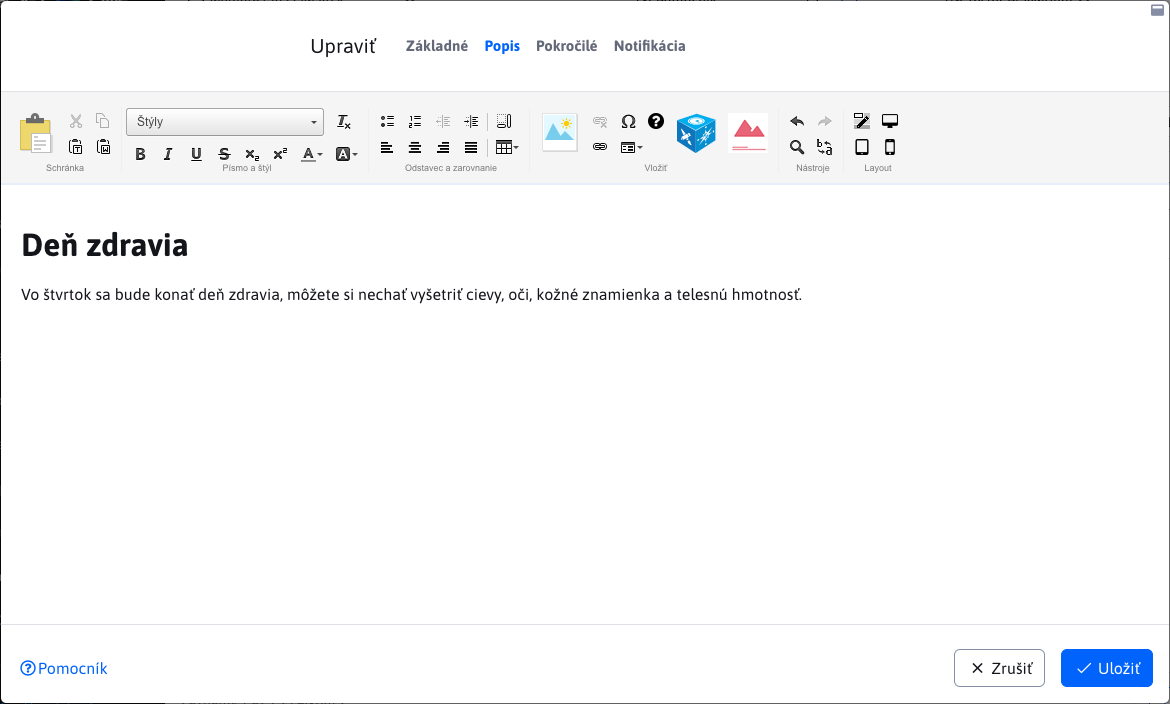 Upraviť Základné Popis Pokročilé Notifikácia
Štýly
Schránka Písmo a štýl Odstavec a zarovnanie Vložiť Nástroje Layout
Deň zdravia
Vo štvrtok sa bude konať deň zdravia, môžete si nechať vyšetriť cievy, oči, kožné znamienka a telesnú hmotnosť.
Pomocník Zrušiť Uložiť